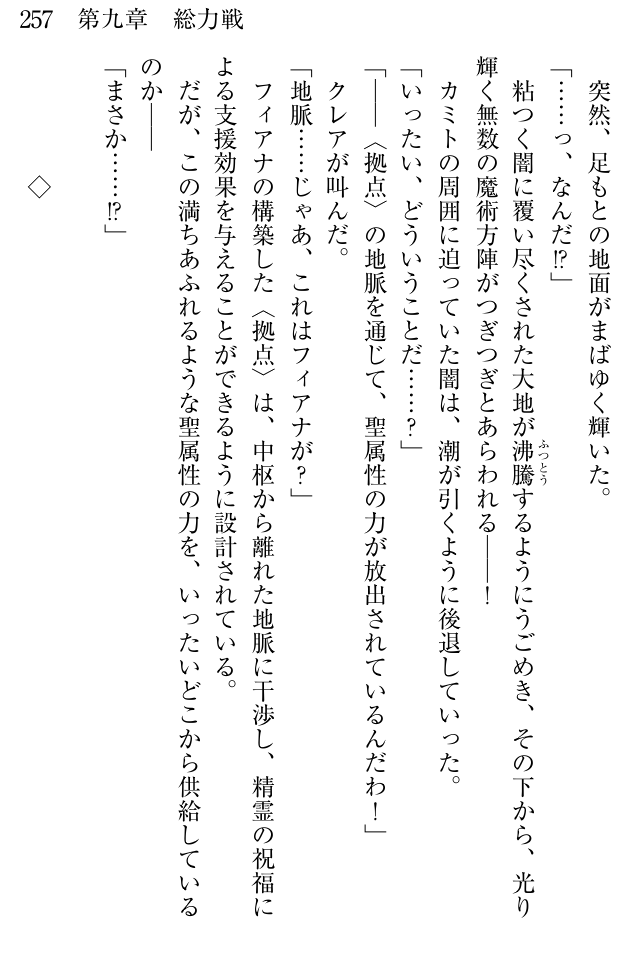 257　第九章　総力戦
　突然、足もとの地面がまばゆく輝いた。
「……っ、なんだ!?」
　粘つく闇に覆い尽くされた大地が沸騰するようにうごめき、その下から、光り
ふっとう
輝く無数の魔術方陣がつぎつぎとあらわれる――！
　カミトの周囲に迫っていた闇は、潮が引くように後退していった。
「いったい、どういうことだ……？」
「――〈拠点〉の地脈を通じて、聖属性の力が放出されているんだわ！」
　クレアが叫んだ。
「地脈……じゃあ、これはフィアナが？」
　フィアナの構築した〈拠点〉は、中枢から離れた地脈に干渉し、精霊の祝福に
よる支援効果を与えることができるように設計されている。
　だが、この満ちあふれるような聖属性の力を、いったいどこから供給している
のか――
「まさか……!?」
◇